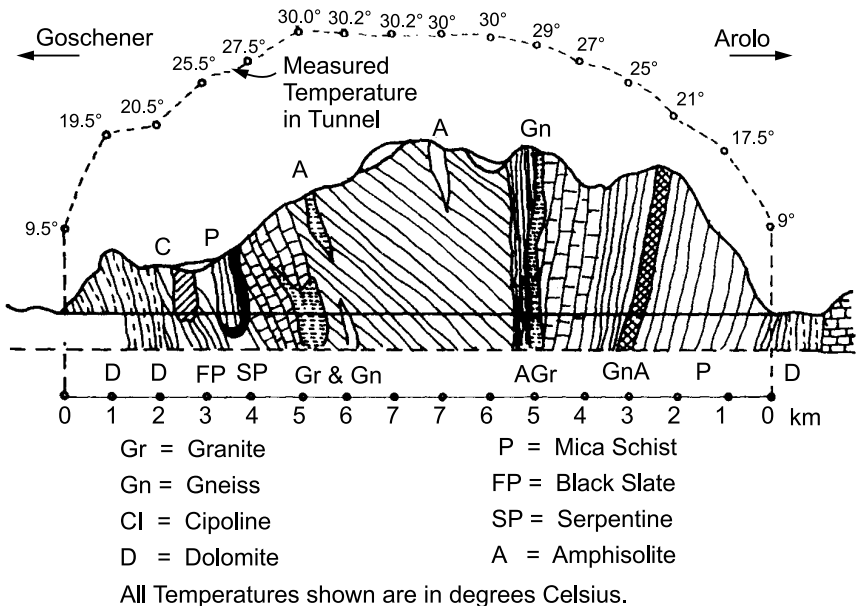 30.0° 30.2° 30.2° 30° 30° 29° 27° 25° 21° 17.5° 9°
27.5°
25.5°
20.5°
19.5°
9.5°
Goschener
Arolo
Measured
Temperature
in Tunnel
A
Gn
A
C P
D D FP SP Gr & Gn AGr GnA P D
0 1 2 3 4 5 6 7 7 6 5 4 3 2 1 0 km
Gr = Granite
Gn = Gneiss
Cl = Cipoline
D = Dolomite
P = Mica Schist
FP = Black Slate
SP = Serpentine
A = Amphisolite
All Temperatures shown are in degrees Celsius.